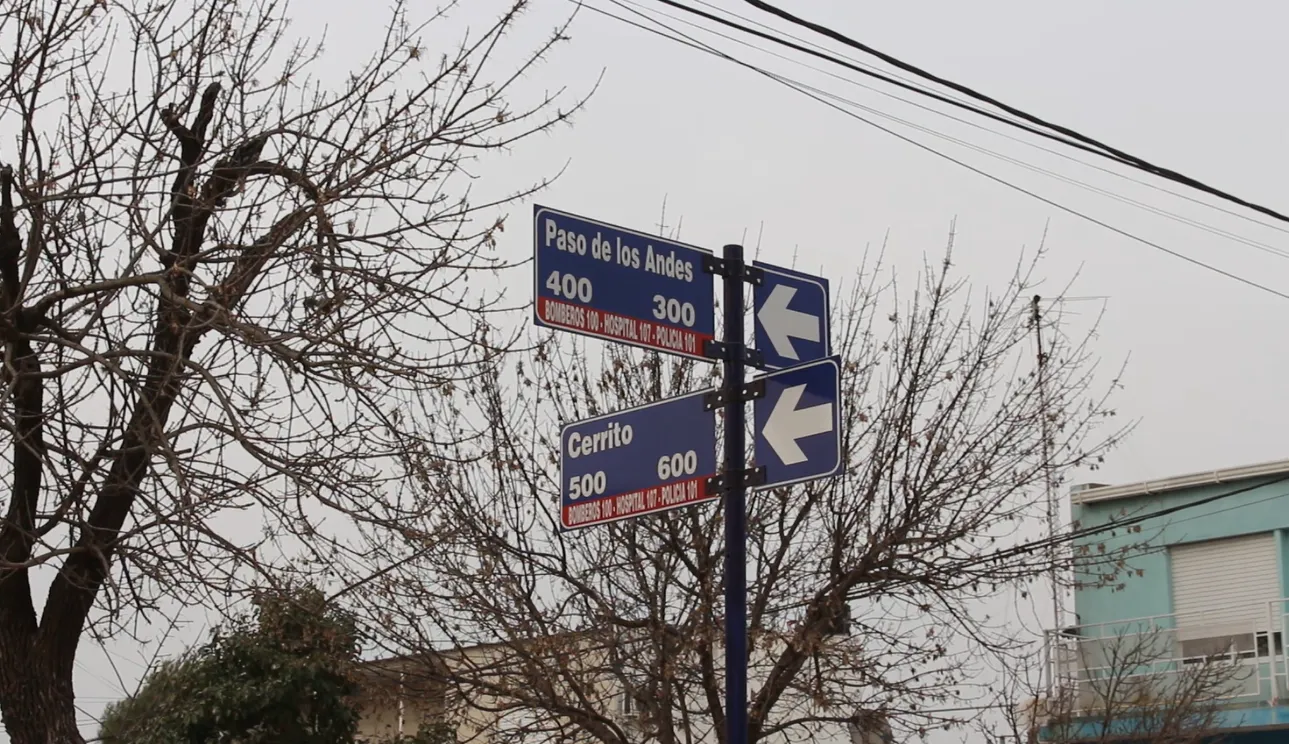 Paso de los Andes
400 300
BOMBEROS 100 - HOSPITAL 107 - POLICIA 101
Cerrito
500 600
BOMBEROS 100 - HOSPITAL 107 - POLICIA 101